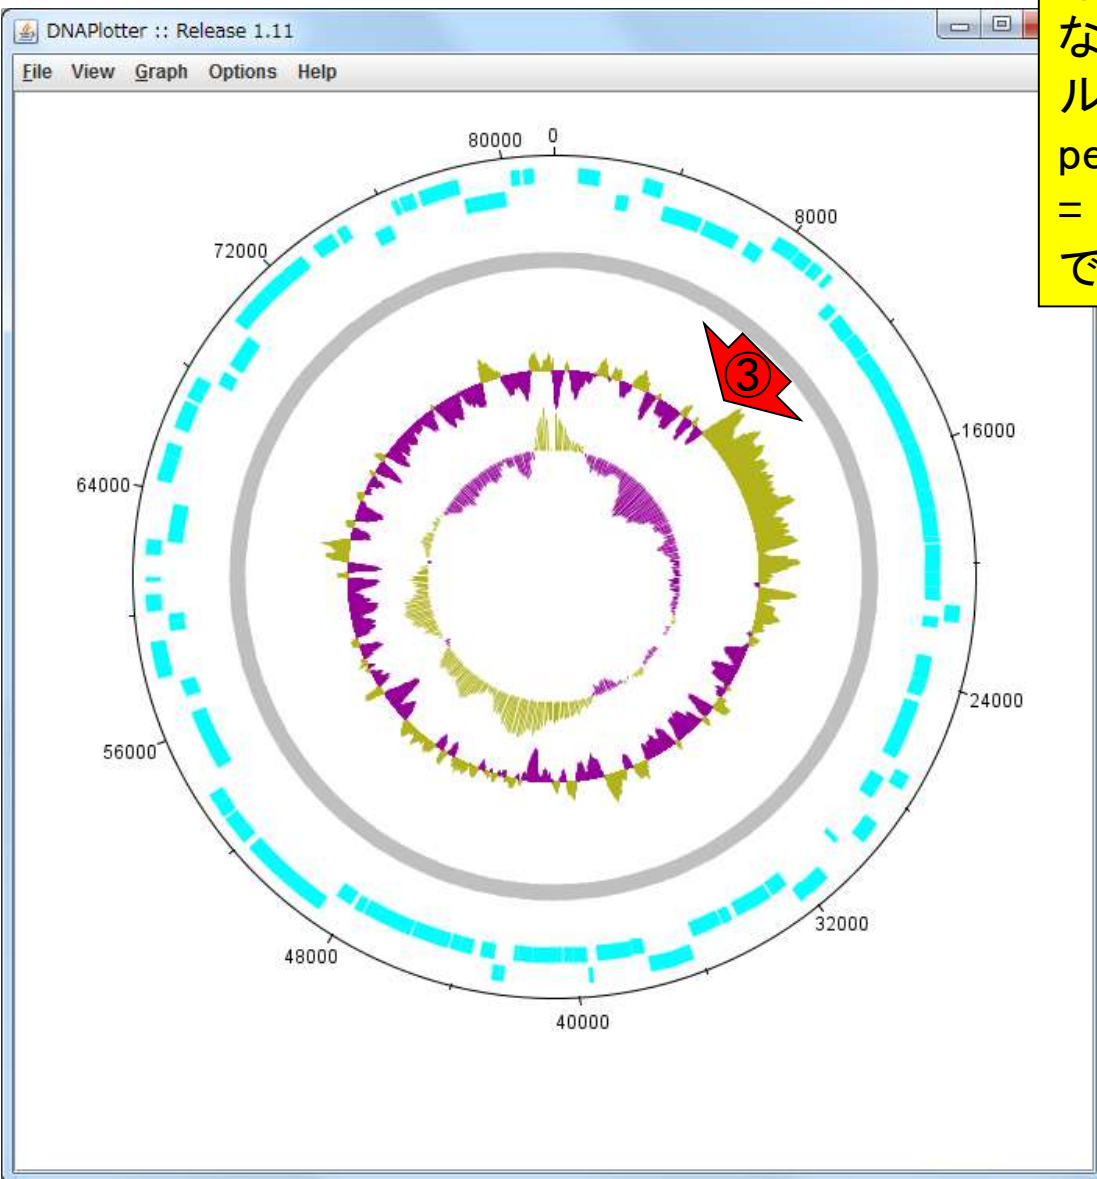 DNAPlotter :: Release 1.11
File View Graph Options Help
な
ル
pe
=
で
80000
0
8000
72000
③
16000
64000
24000
56000
32000
48000
40000